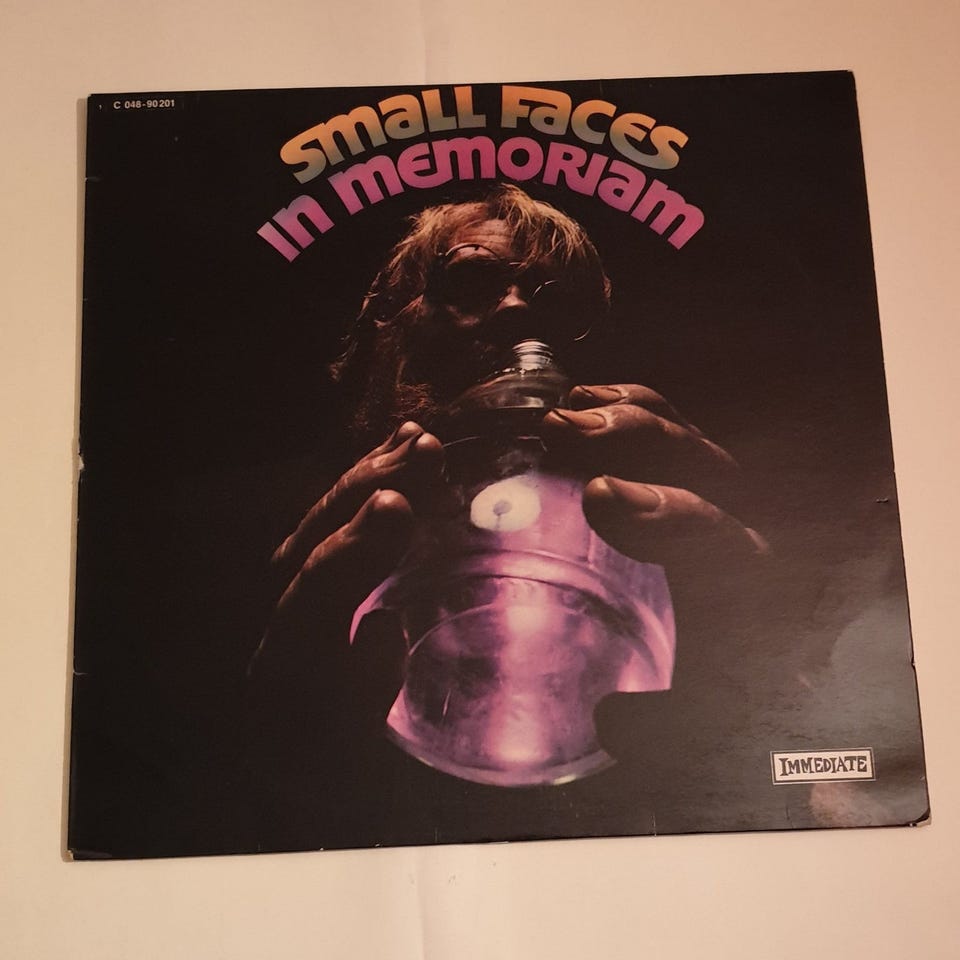 C 048-90201
SMALL FACES
IN MEMORIAM
IMMEDIATE